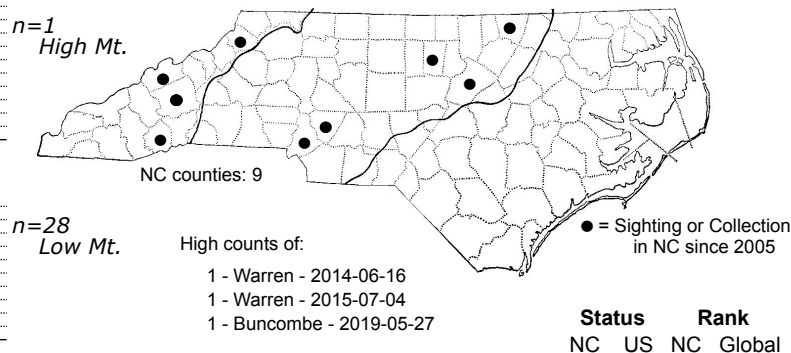 n=1
High Mt.
NC counties: 9
n=28
Low Mt.
High counts of:
1 - Warren - 2014-06-16
1 - Warren - 2015-07-04
1 - Buncombe - 2019-05-27
● = Sighting or Collection
in NC since 2005
Status Rank
NC US NC Global